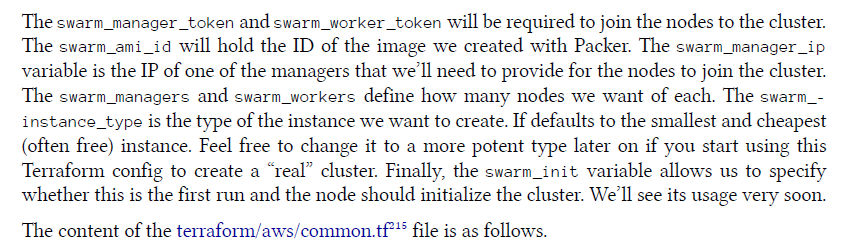 The swarm_manager_token and swarm_worker_token will be required to join the nodes to the cluster.
The swarm_ami_id will hold the ID of the image we created with Packer. The swarm_manager_ip
variable is the IP of one of the managers that we’ll need to provide for the nodes to join the cluster.
The swarm_managers and swarm_workers define how many nodes we want of each. The swarm_-
instance_type is the type of the instance we want to create. If defaults to the smallest and cheapest
(often free) instance. Feel free to change it to a more potent type later on if you start using this
Terraform config to create a “real” cluster. Finally, the swarm_init variable allows us to specify
whether this is the first run and the node should initialize the cluster. We’ll see its usage very soon.
The content of the terraform/aws/common.tf²¹⁵ file is as follows.